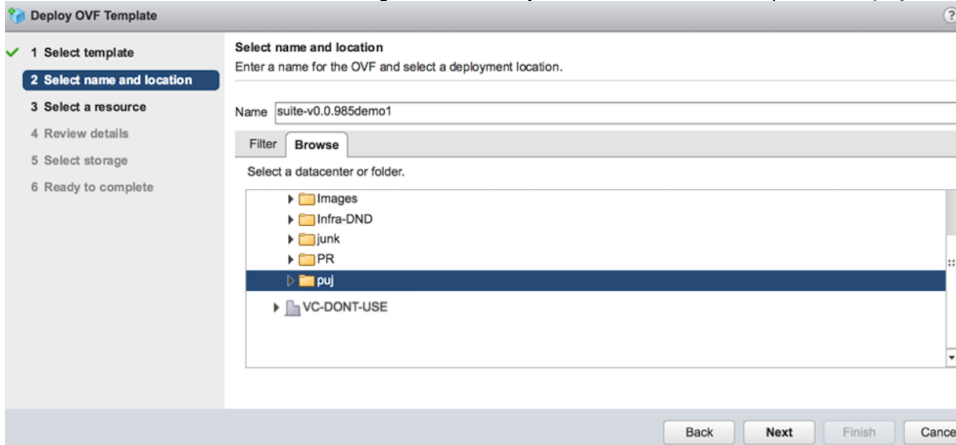 Deploy OVF Template
?
1 Select template
2 Select name and location
3 Select a resource
4 Review details
5 Select storage
6 Ready to complete
Select name and location
Enter a name for the OVF and select a deployment location.
Name suite-v0.0.985demo1
Filter Browse
Select a datacenter or folder.
Images
Infra-DND
junk
PR
puj
VC-DONT-USE
Back Next Finish Cance